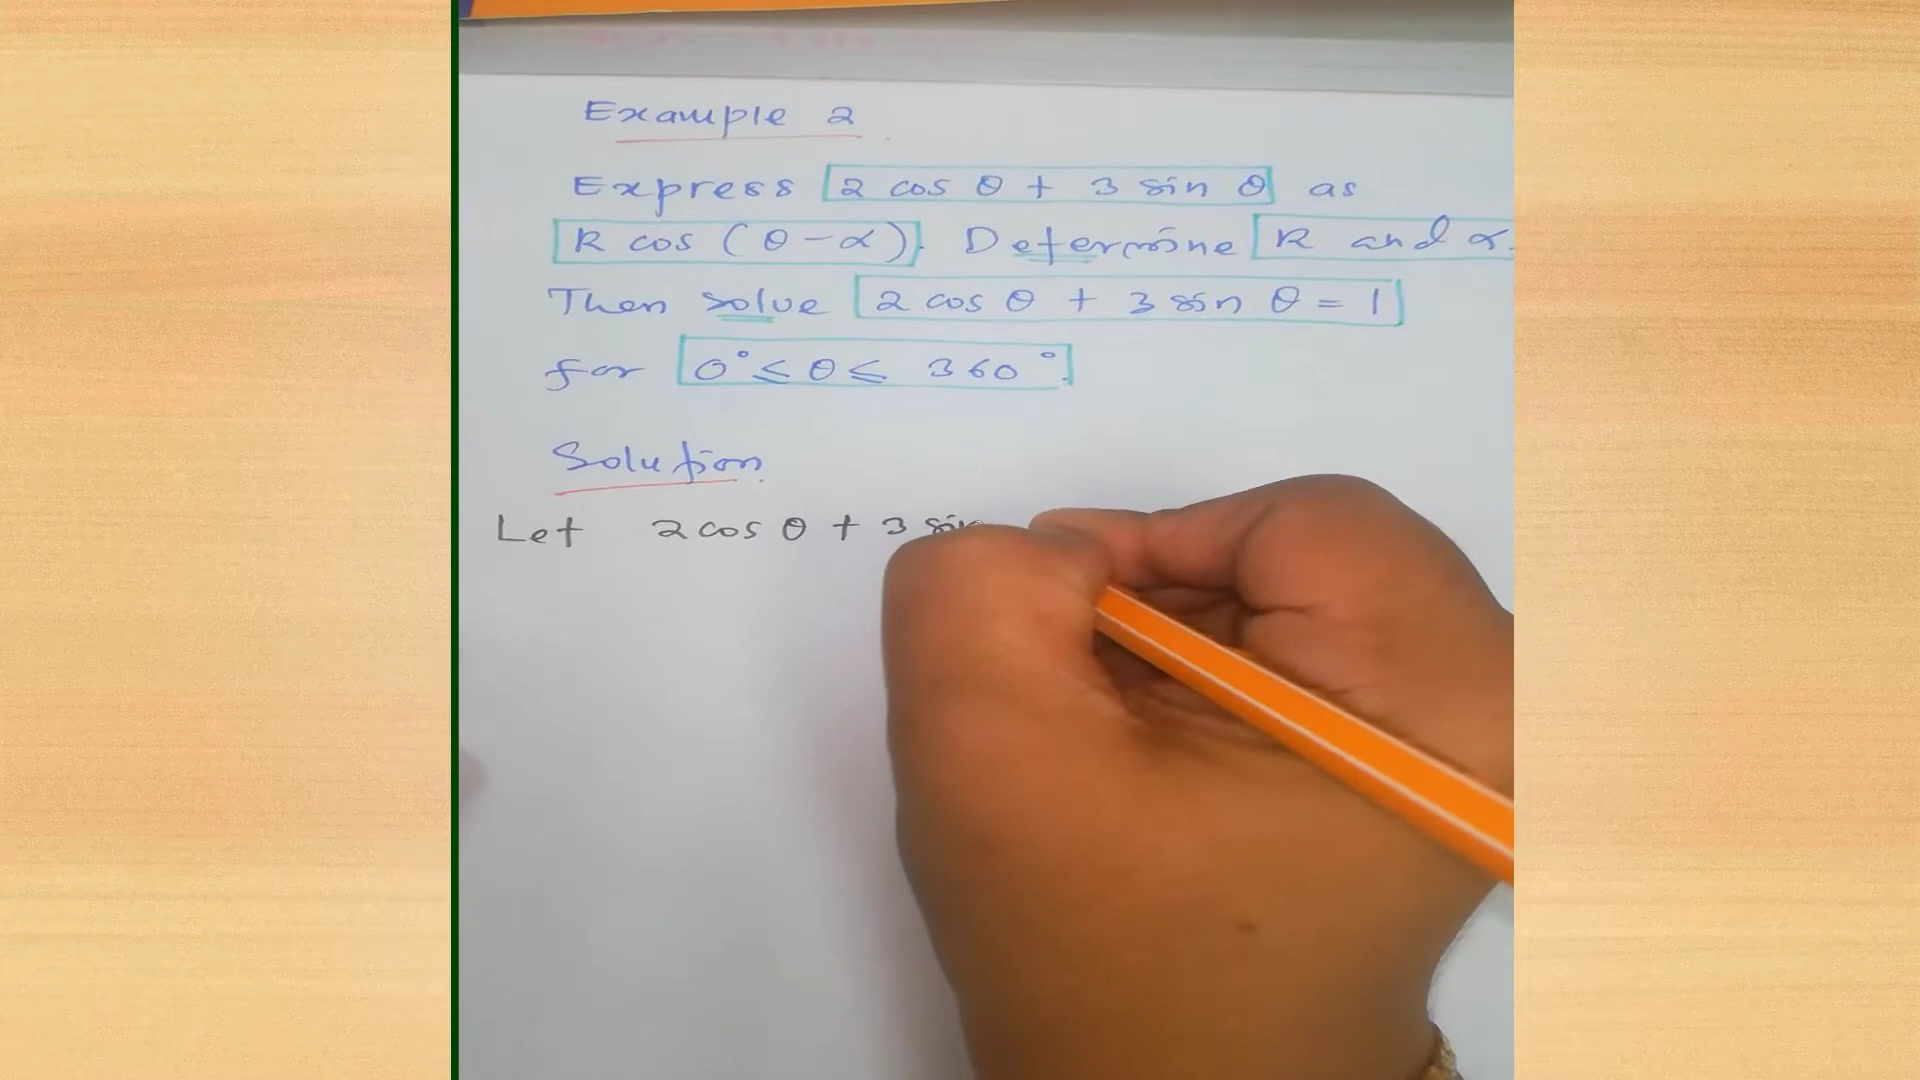 Example 2
Express 2 cos θ + 3 sin θ as
R cos (θ - α). Determine R and α.
Then solve 2 cos θ + 3 sin θ = 1
for 0° ≤ θ ≤ 360°.
Solution
Let 2 cos θ + 3 sin